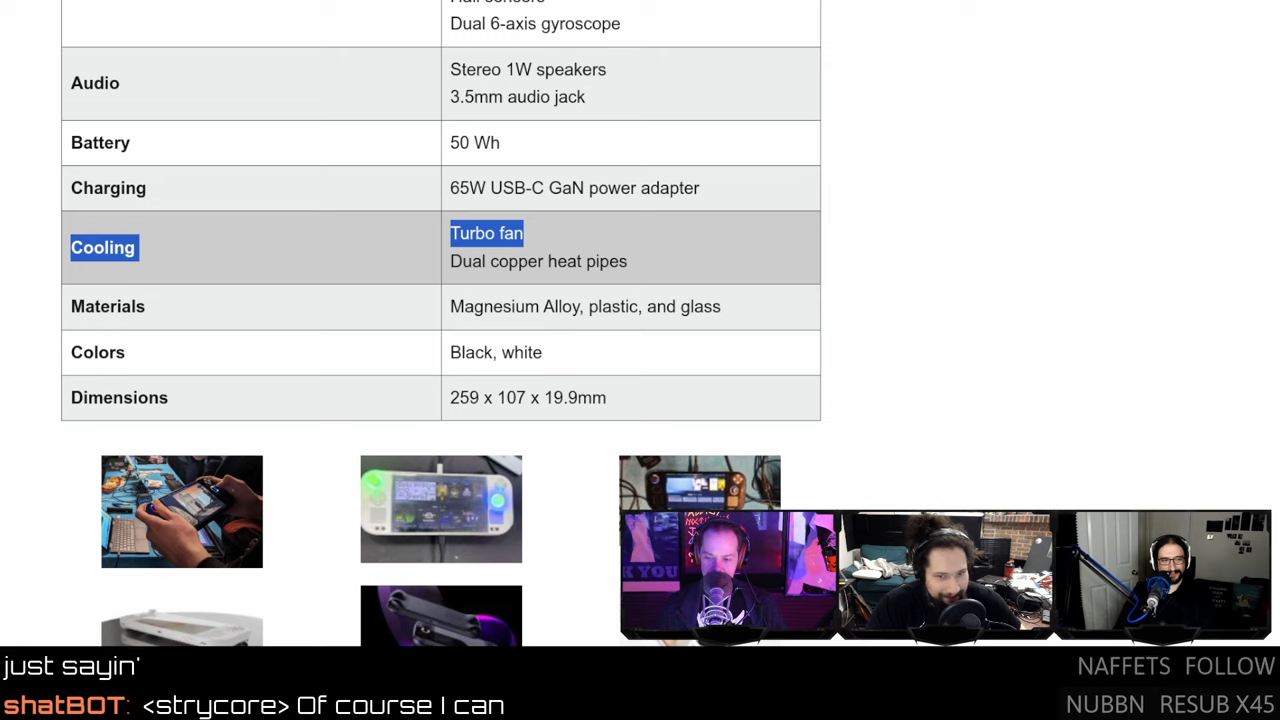 Dual 6-axis gyroscope
Audio
Stereo 1W speakers
3.5mm audio jack
Battery
50 Wh
Charging
65W USB-C GaN power adapter
Cooling
Turbo fan
Dual copper heat pipes
Materials
Magnesium Alloy, plastic, and glass
Colors
Black, white
Dimensions
259 x 107 x 19.9mm
K YOU
just sayin'
NAFFETS FOLLOW
shatBOT: <strycore> Of course I can
NUBBN RESUB X45